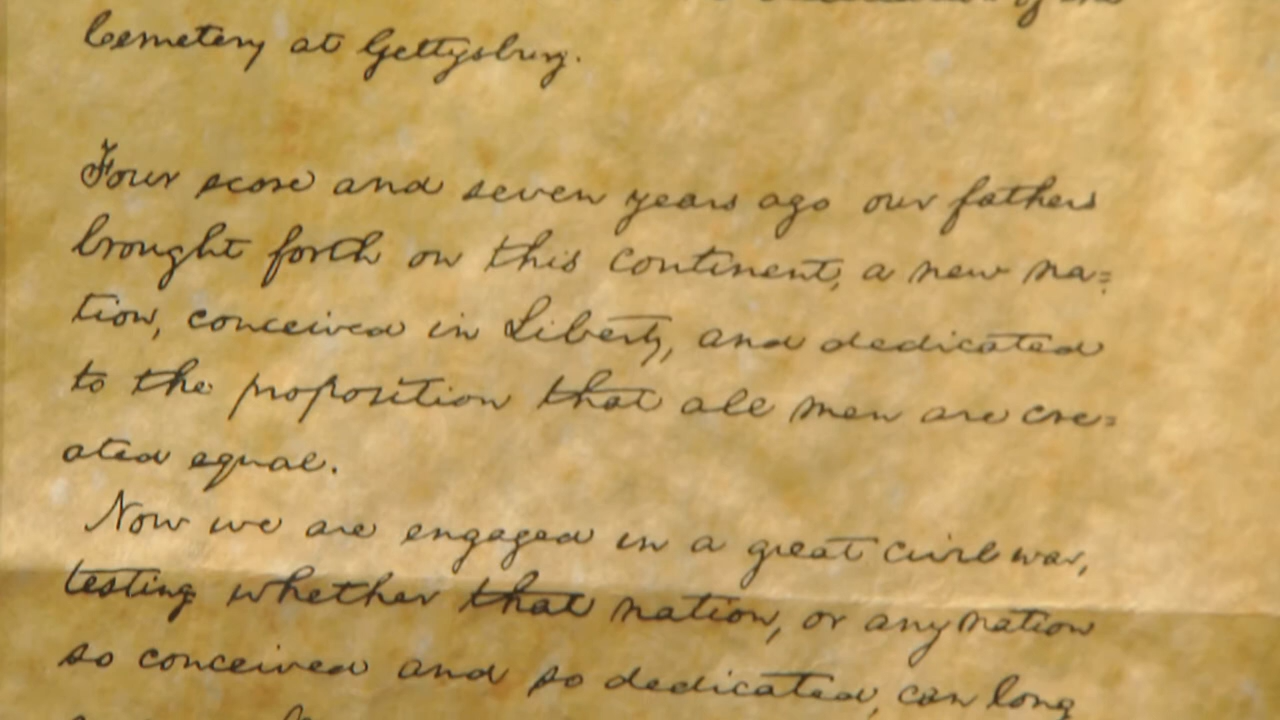 of the
Cemetery at Gettysburg.
Four score and seven years ago our fathers
brought forth on this continent, a new na=
tion, conceived in Liberty, and dedicated
to the proposition that all men are cre=
ated equal.
Now we are engaged in a great civil war,
testing whether that nation, or any nation
so conceived and so dedicated, can long